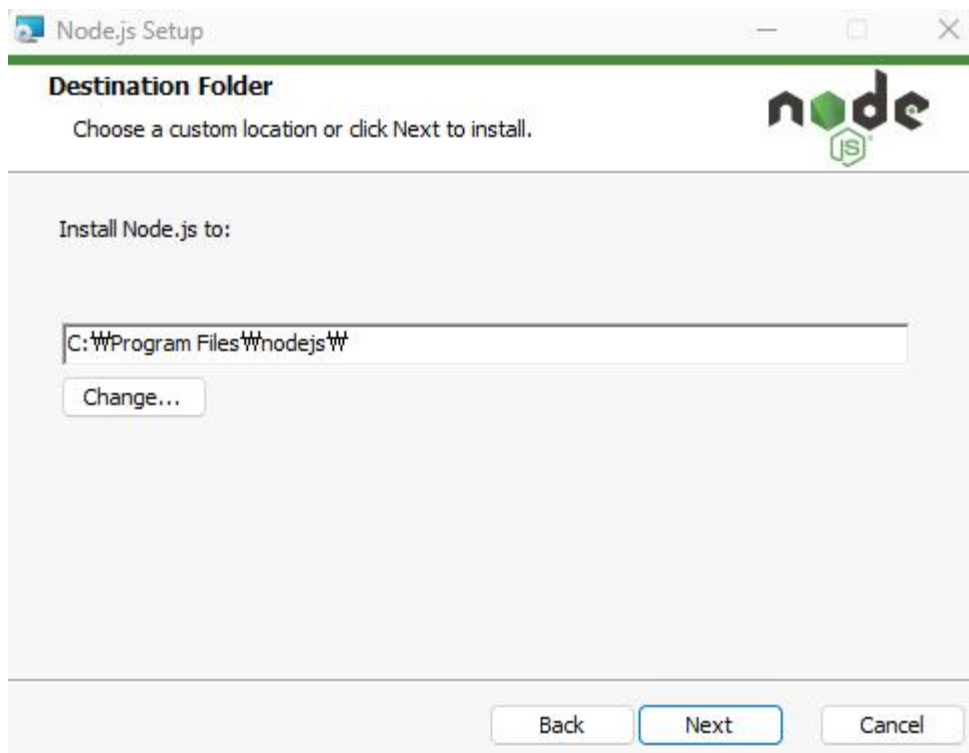 Node.js Setup
Destination Folder
Choose a custom location or click Next to install.
node
JS
Install Node.js to:
C:₩Program Files₩nodejs₩
Change...
Back
Next
Cancel